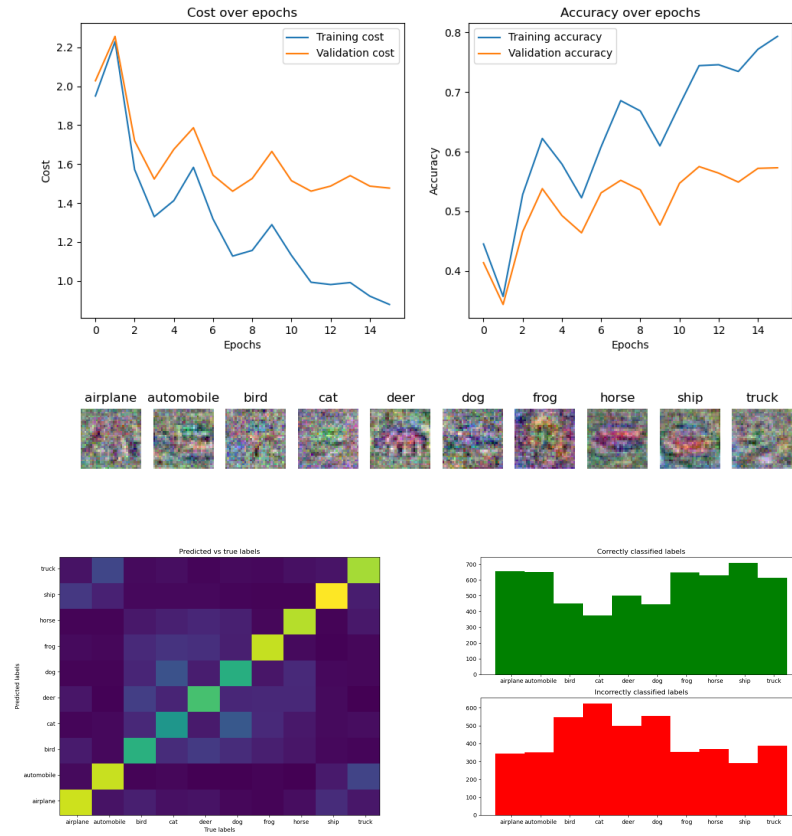 Cost over epochs
2.2
2.0
1.8
1.6
1.4
1.2
1.0
Cost
Training cost
Validation cost
0 2 4 6 8 10 12 14
Epochs
Accuracy over epochs
0.8
0.7
0.6
0.5
0.4
Accuracy
Training accuracy
Validation accuracy
0 2 4 6 8 10 12 14
Epochs
airplane automobile bird cat deer dog frog horse ship truck
Predicted vs true labels
Predicted labels
truck
ship
horse
frog
dog
deer
cat
bird
automobile
airplane
airplane automobile bird cat deer dog frog horse ship truck
True labels
Correctly classified labels
700
600
500
400
300
200
100
0
airplane automobile bird cat deer dog frog horse ship truck
Incorrectly classified labels
600
500
400
300
200
100
0
airplane automobile bird cat deer dog frog horse ship truck